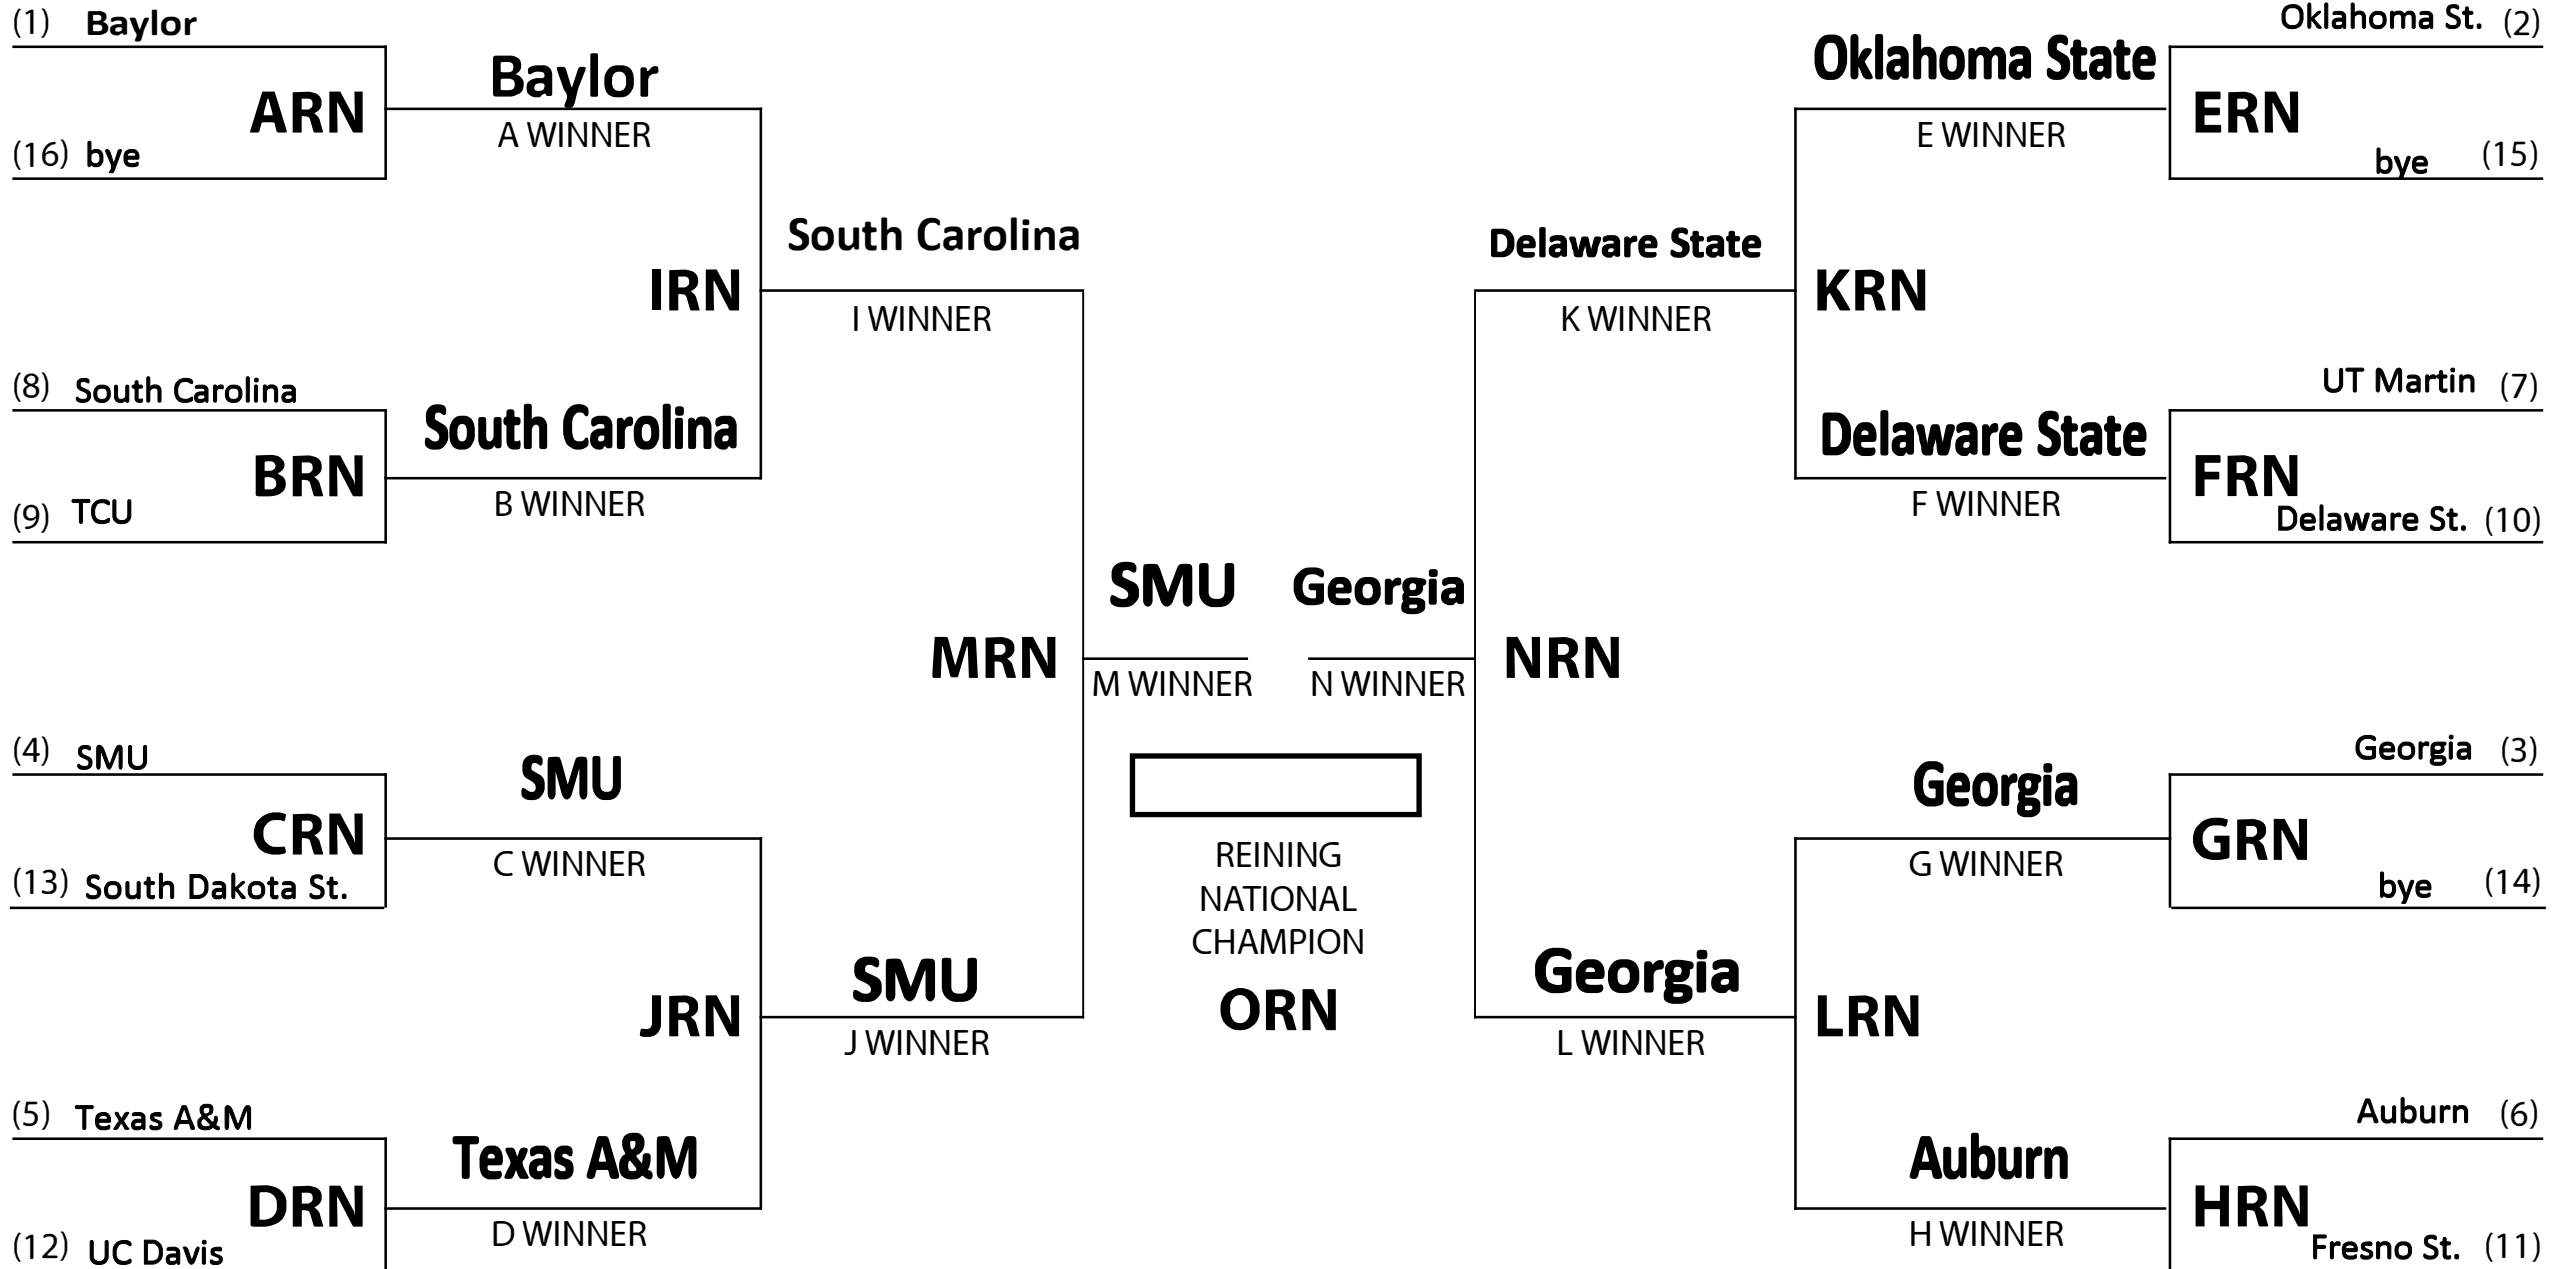 (1) Baylor
ARN
(16) bye
Baylor
A WINNER
IRN
(8) South Carolina
BRN
(9) TCU
South Carolina
B WINNER
South Carolina
I WINNER
MRN
(4) SMU
CRN
(13) South Dakota St.
SMU
C WINNER
JRN
(5) Texas A&M
DRN
(12) UC Davis
Texas A&M
D WINNER
SMU
J WINNER
SMU
M WINNER
Georgia
N WINNER
REINING
NATIONAL
CHAMPION
ORN
Oklahoma St. (2)
ERN
bye (15)
Oklahoma State
E WINNER
KRN
UT Martin (7)
FRN
Delaware St. (10)
Delaware State
F WINNER
Delaware State
K WINNER
NRN
Georgia (3)
GRN
bye (14)
Georgia
G WINNER
LRN
Auburn (6)
HRN
Fresno St. (11)
Auburn
H WINNER
Georgia
L WINNER